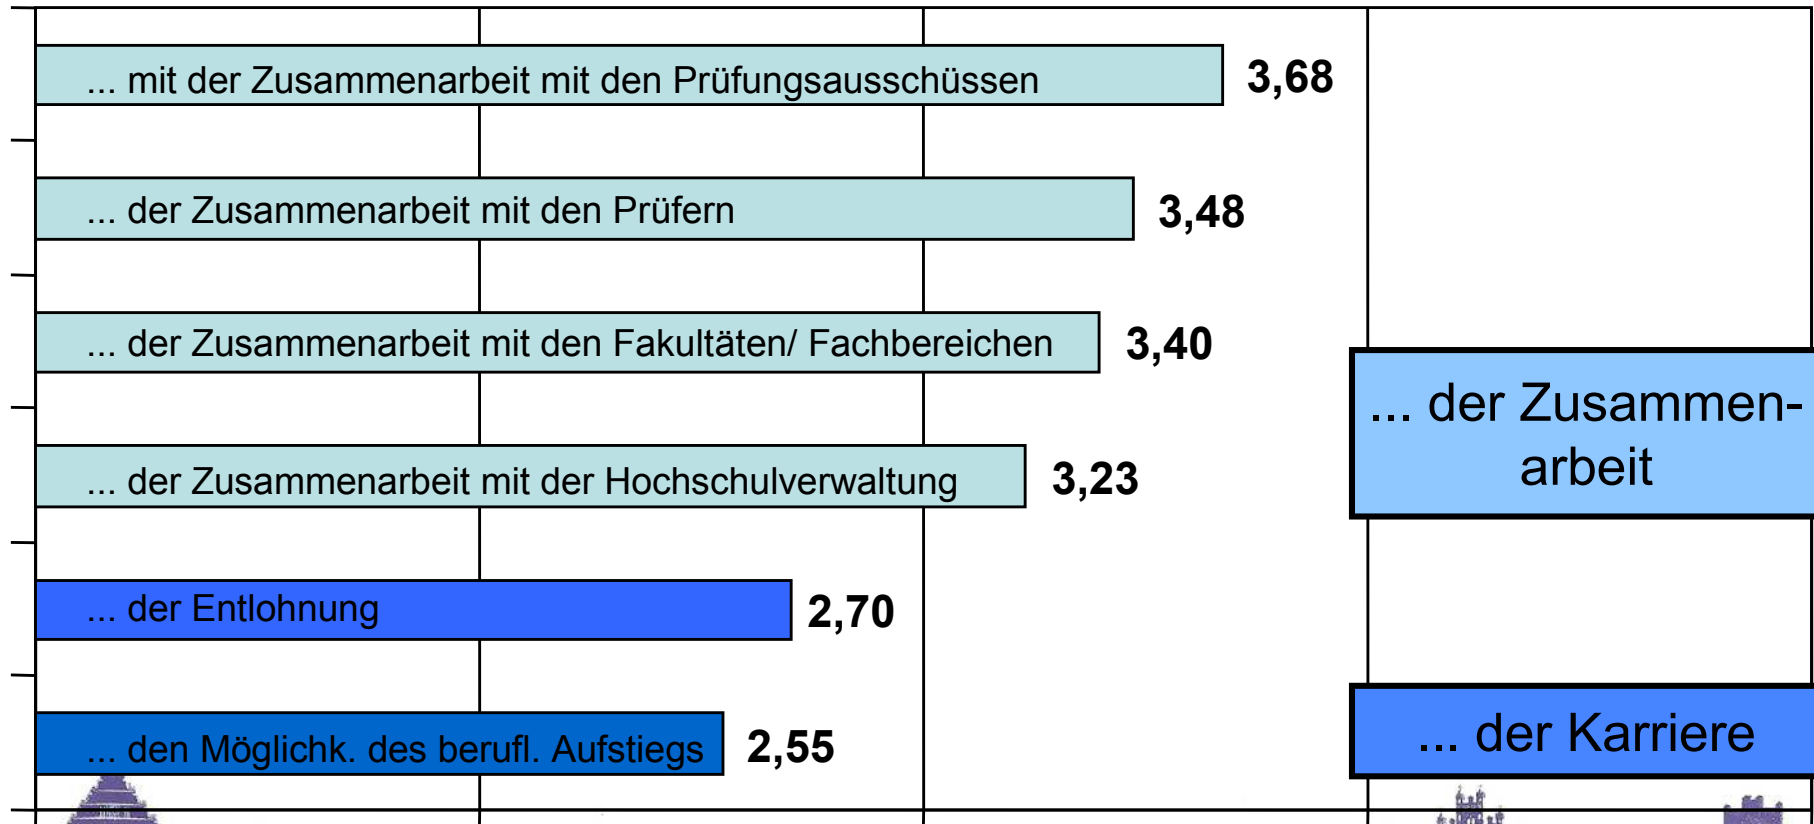 ... mit der Zusammenarbeit mit den Prüfungsausschüssen 3,68
... der Zusammenarbeit mit den Prüfern 3,48
... der Zusammenarbeit mit den Fakultäten/ Fachbereichen 3,40
... der Zusammen-
arbeit
... der Zusammenarbeit mit der Hochschulverwaltung 3,23
... der Entlohnung 2,70
... den Möglichk. des berufl. Aufstiegs 2,55
... der Karriere